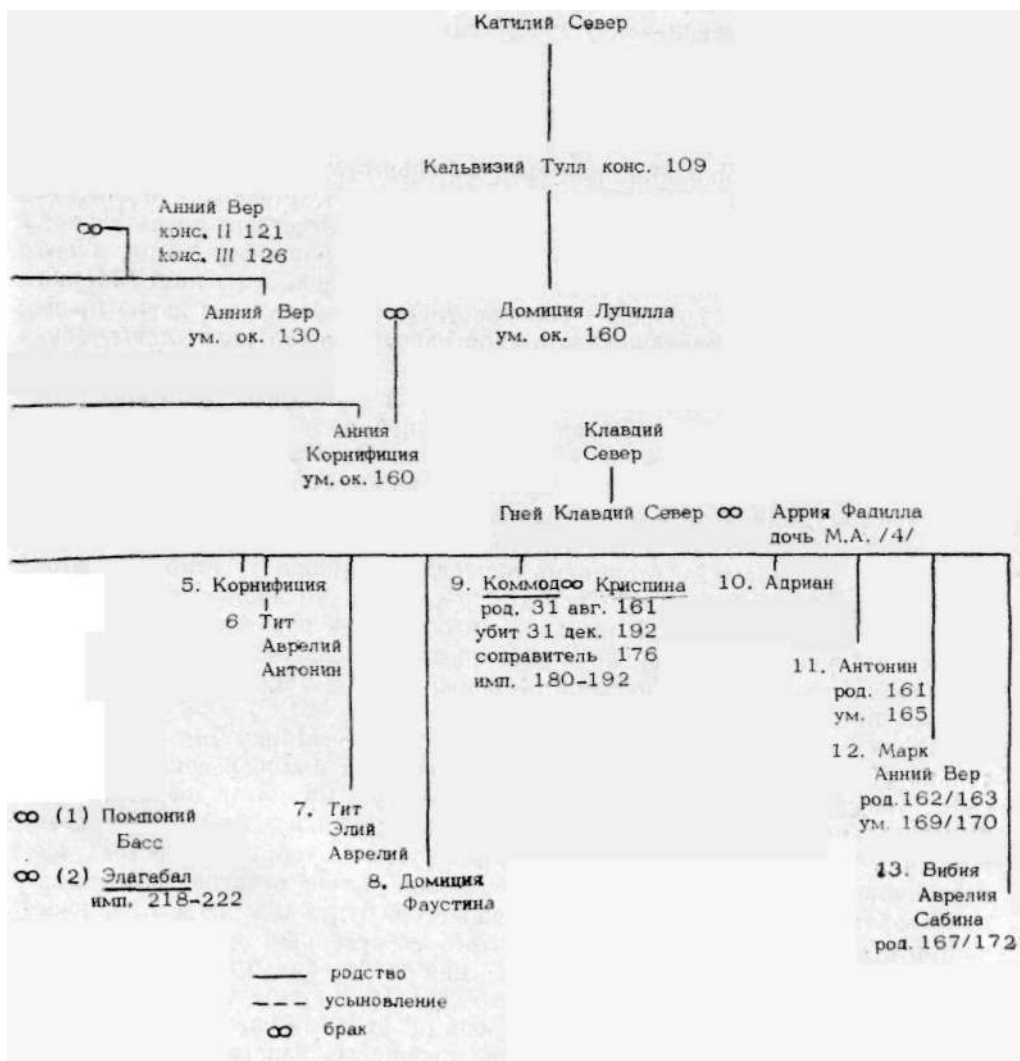 Катилий Север
Кальвизий Тулл конс. 109
∞ Анний Вер
конс. II 121
конс. III 126
Анний Вер
ум. ок. 130
∞
Домиция Луцилла
ум. ок. 160
Анния
Корнифиция
ум. ок. 160
Клавдий
Север
Гней Клавдий Север ∞ Аррия Фадилла
дочь М.А. /4/
5. Корнифиция
6 Тит
Аврелий
Антонин
9. Коммод∞ Криспина
род. 31 авг. 161
убит 31 дек. 192
соправитель 176
имп. 180-192
10. Адриан
11. Антонин
род. 161
ум. 165
12. Марк
Анний Вер
род. 162/163
ум. 169/170
7. Тит
Элий
Аврелий
8. Домиция
Фаустина
13. Вибия
Аврелия
Сабина
род. 167/172
∞ (1) Помпоний
Басс
∞ (2) Элагабал
имп. 218-222
родство
усыновление
∞ брак